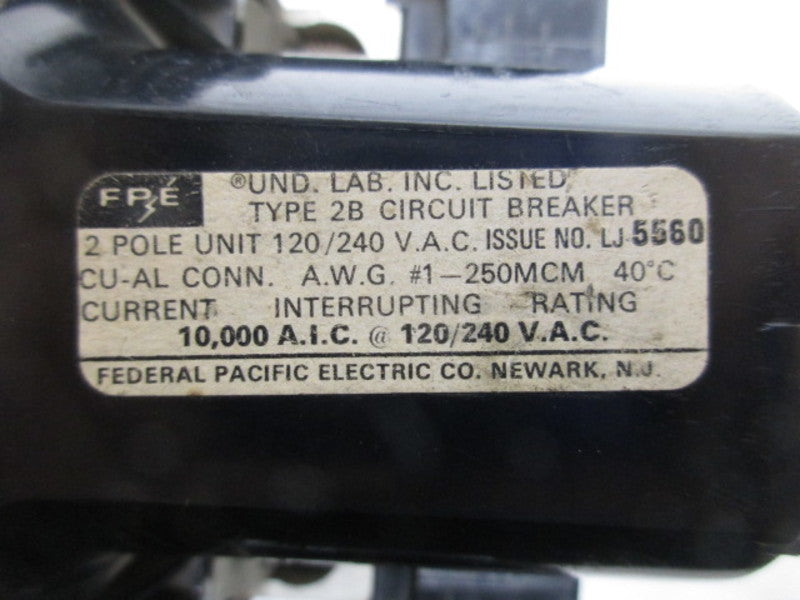 FPE
®UND. LAB. INC. LISTED
TYPE 2B CIRCUIT BREAKER
2 POLE UNIT 120/240 V.A.C. ISSUE NO. LJ-5560
CU-AL CONN. A.W.G. #1-250MCM 40°C
CURRENT INTERRUPTING RATING
10,000 A.I.C. @ 120/240 V.A.C.
FEDERAL PACIFIC ELECTRIC CO. NEWARK, N.J.